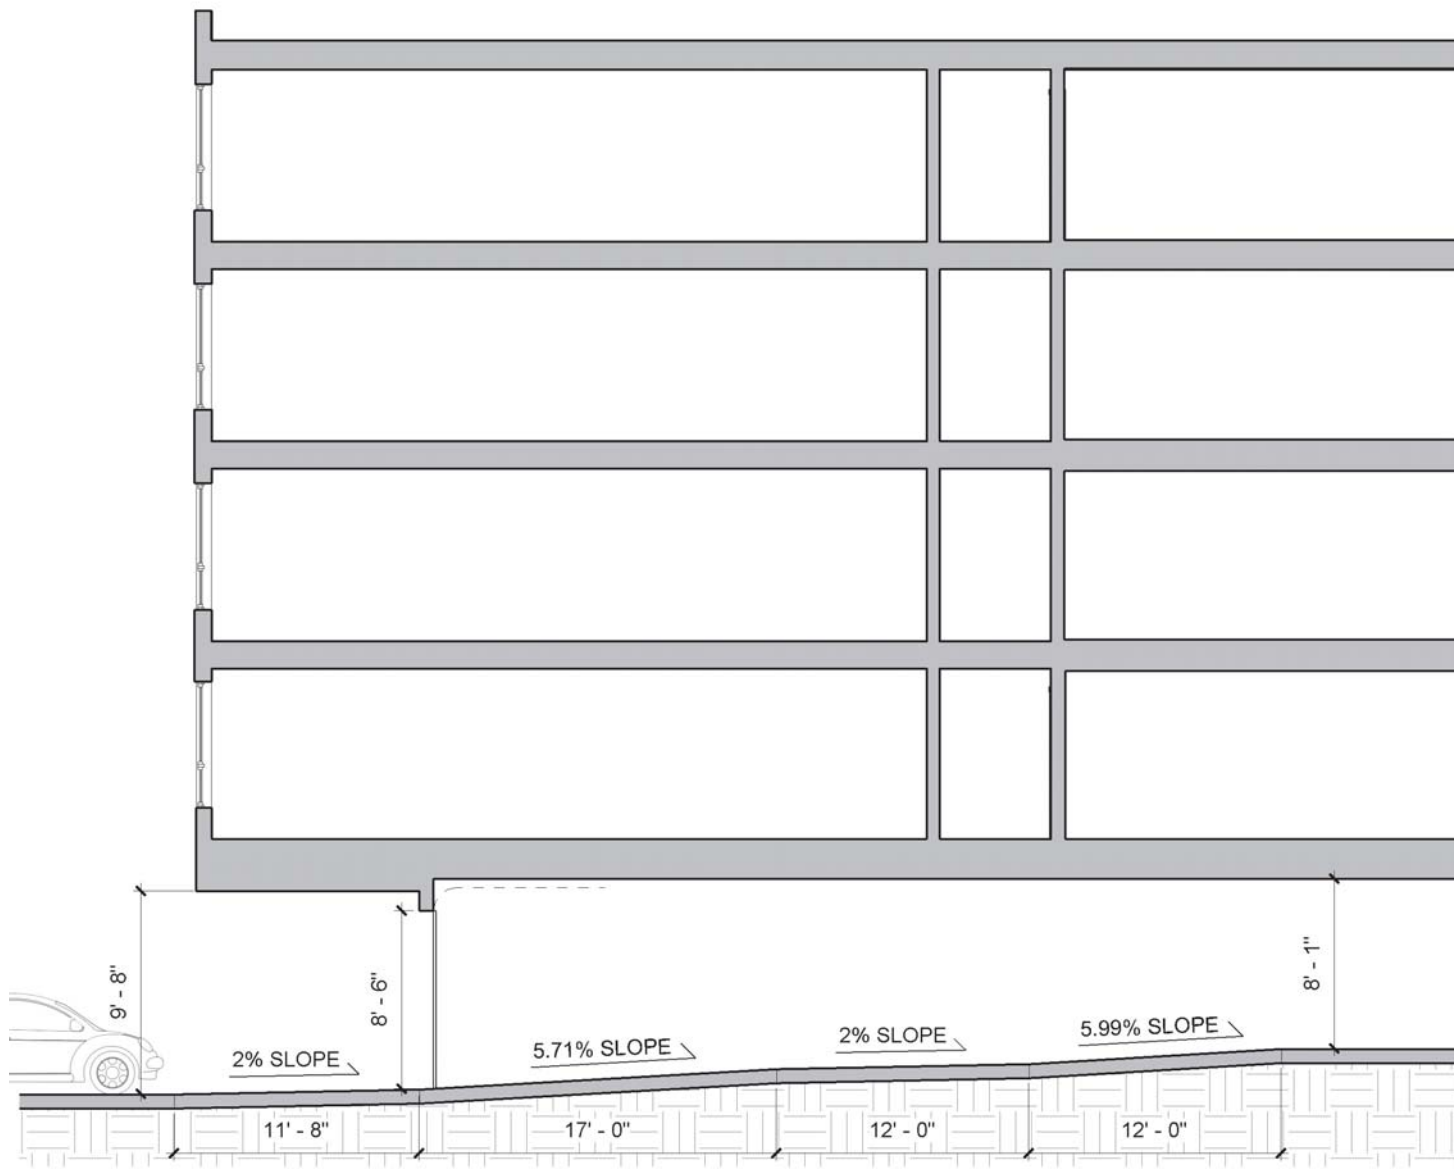 9' - 8"
8' - 6"
8' - 1"
2% SLOPE
5.71% SLOPE
2% SLOPE
5.99% SLOPE
11' - 8"
17' - 0"
12' - 0"
12' - 0"